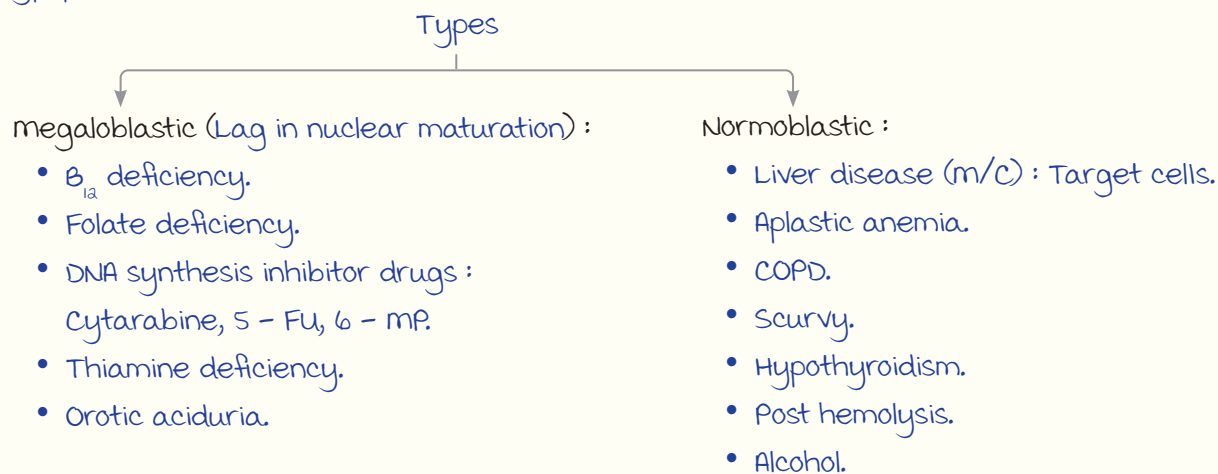 Types
Megaloblastic (Lag in nuclear maturation) :
• B₁₂ deficiency.
• Folate deficiency.
• DNA synthesis inhibitor drugs :
Cytarabine, 5 - FU, 6 - MP.
• Thiamine deficiency.
• Orotic aciduria.
Normoblastic :
• Liver disease (m/c) : Target cells.
• Aplastic anemia.
• COPD.
• Scurvy.
• Hypothyroidism.
• Post hemolysis.
• Alcohol.